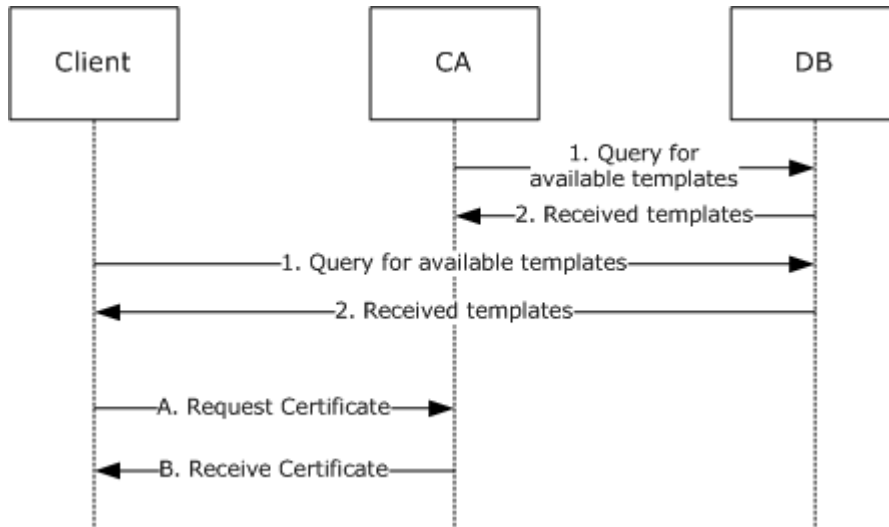 Client
CA
DB
1. Query for
available templates
2. Received templates
1. Query for available templates
2. Received templates
A. Request Certificate
B. Receive Certificate